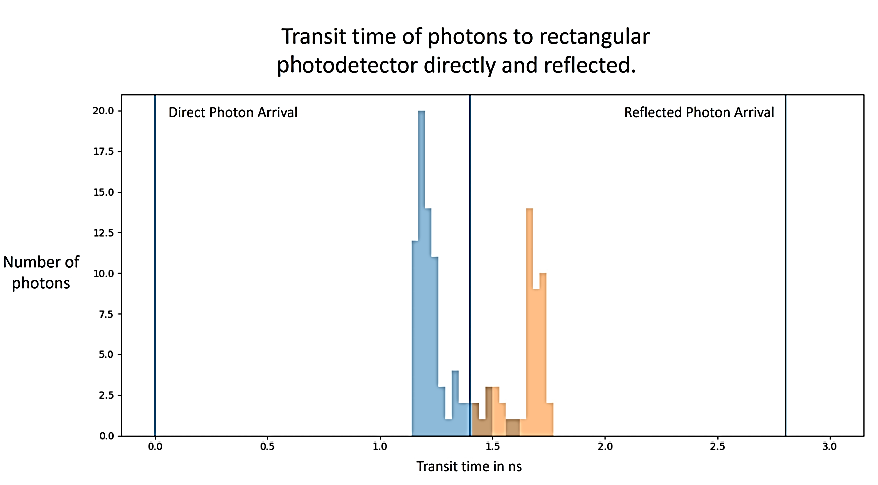 Transit time of photons to rectangular
photodetector directly and reflected.
Direct Photon Arrival
Reflected Photon Arrival
20.0
17.5
15.0
12.5
10.0
7.5
5.0
2.5
0.0
Number of
photons
0.0 0.5 1.0 1.5 2.0 2.5 3.0
Transit time in ns